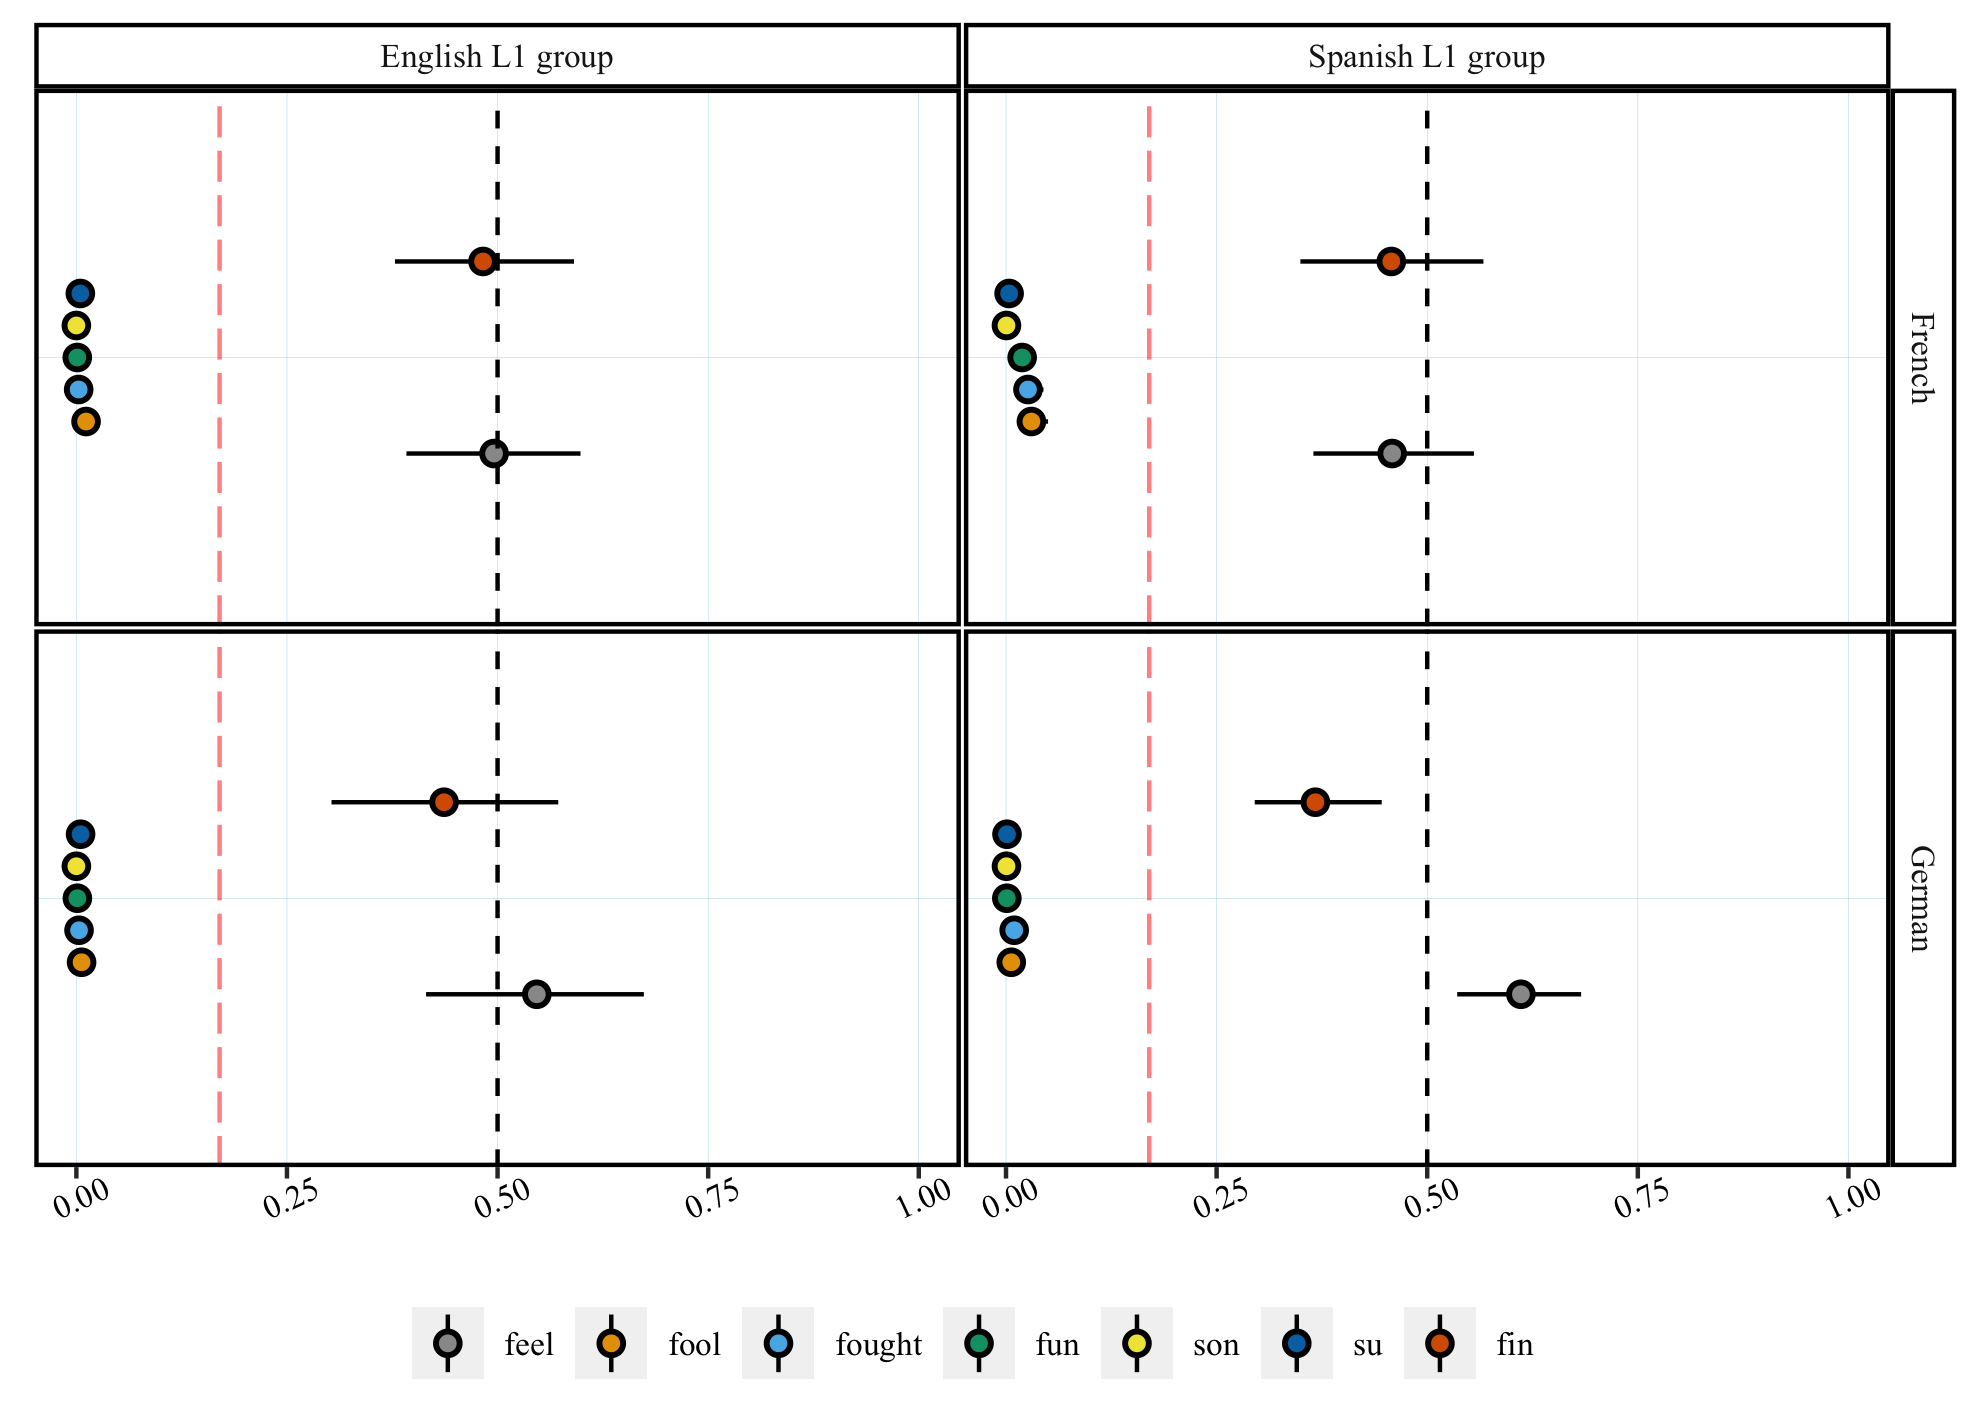 English L1 group
Spanish L1 group
French
German
0.00 0.25 0.50 0.75 1.00 0.00 0.25 0.50 0.75 1.00
feel fool fought fun son su fin